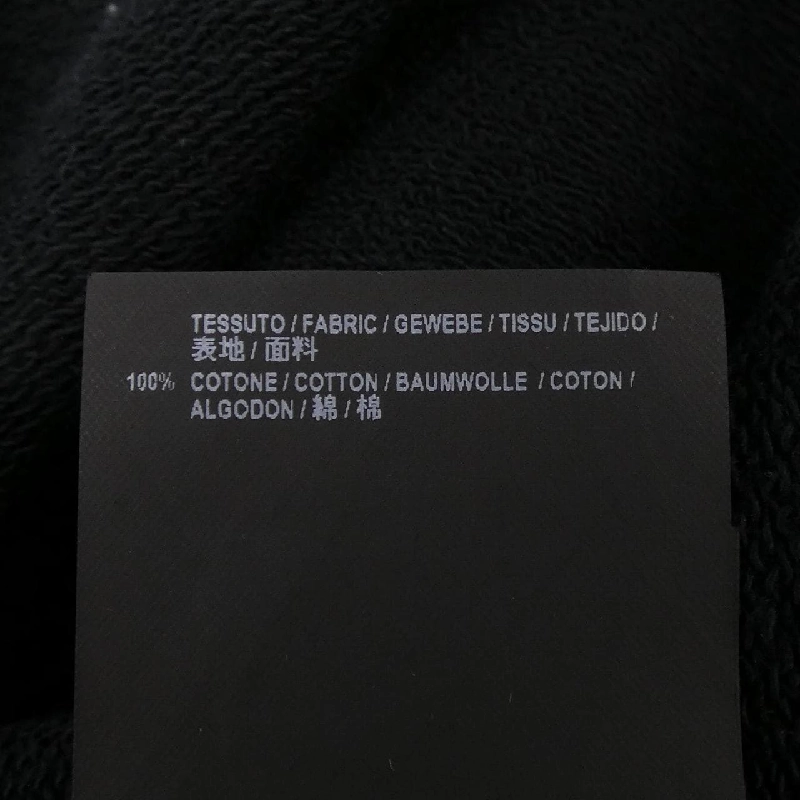 TESSUTO / FABRIC / GEWEBE / TISSU / TEJIDO /
表地 / 面料
100% COTONE / COTTON / BAUMWOLLE / COTON /
ALGODON / 綿 / 棉